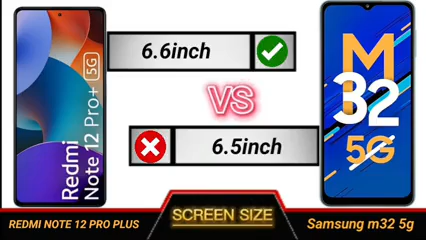 6.6inch
VS
6.5inch
Redmi
Note 12 Pro+ 5G
M
32
5G
SCREEN SIZE
REDMI NOTE 12 PRO PLUS
Samsung m32 5g